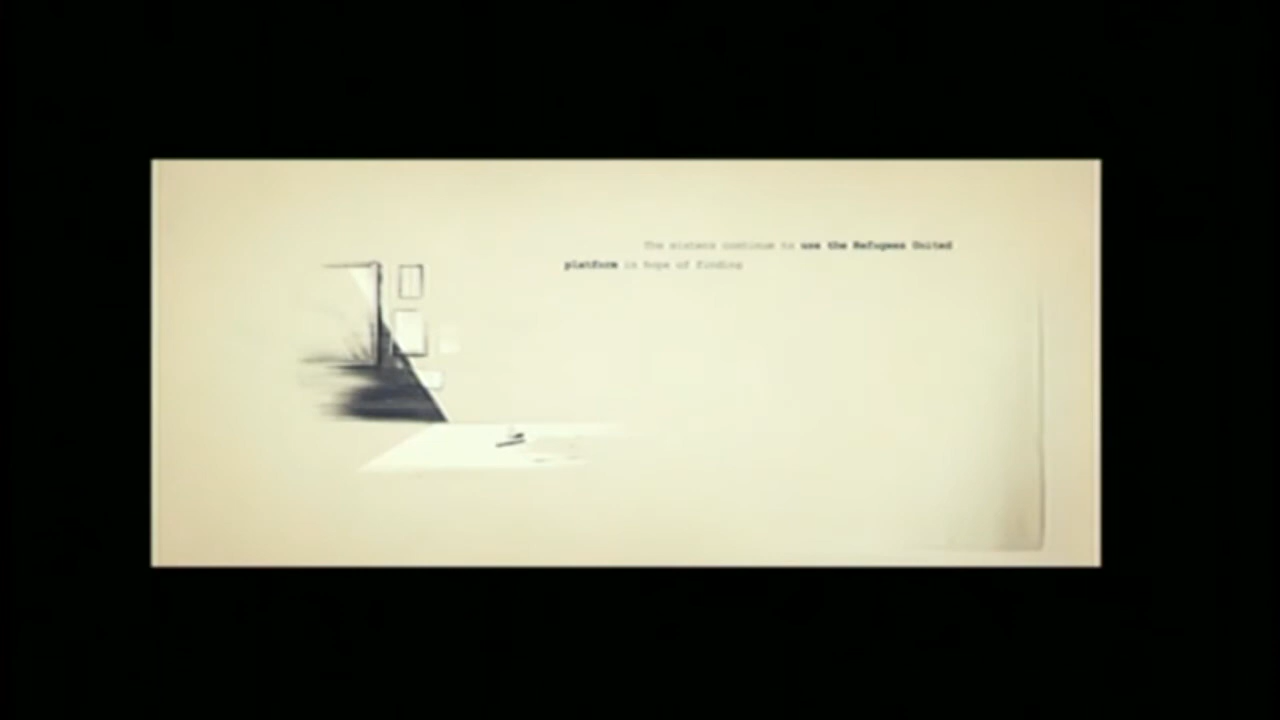 The sisters continue to use the Refugees United
platform in hope of finding